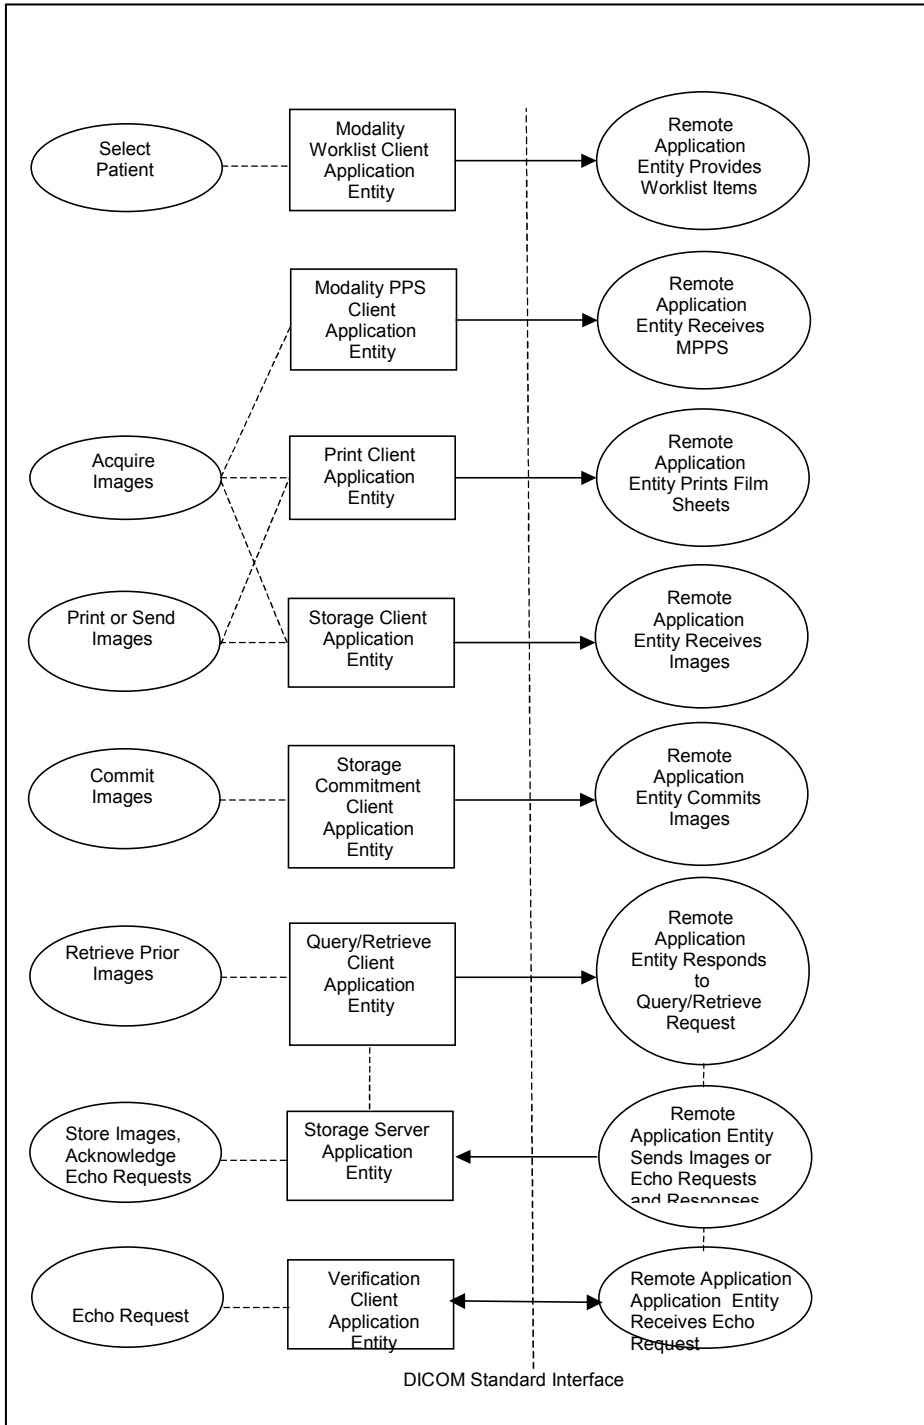 Select
Patient
Modality
Worklist Client
Application
Entity
Remote
Application
Entity Provides
Worklist Items
Modality PPS
Client
Application
Entity
Remote
Application
Entity Receives
MPPS
Acquire
Images
Print Client
Application
Entity
Remote
Application
Entity Prints Film
Sheets
Print or Send
Images
Storage Client
Application
Entity
Remote
Application
Entity Receives
Images
Commit
Images
Storage
Commitment
Client
Application
Entity
Remote
Application
Entity Commits
Images
Retrieve Prior
Images
Query/Retrieve
Client
Application
Entity
Remote
Application
Entity Responds
to
Query/Retrieve
Request
Store Images,
Acknowledge
Echo Requests
Storage Server
Application
Entity
Remote
Application Entity
Sends Images or
Echo Requests
and Responses
Echo Request
Verification
Client
Application
Entity
Remote Application
Application Entity
Receives Echo
Request
DICOM Standard Interface